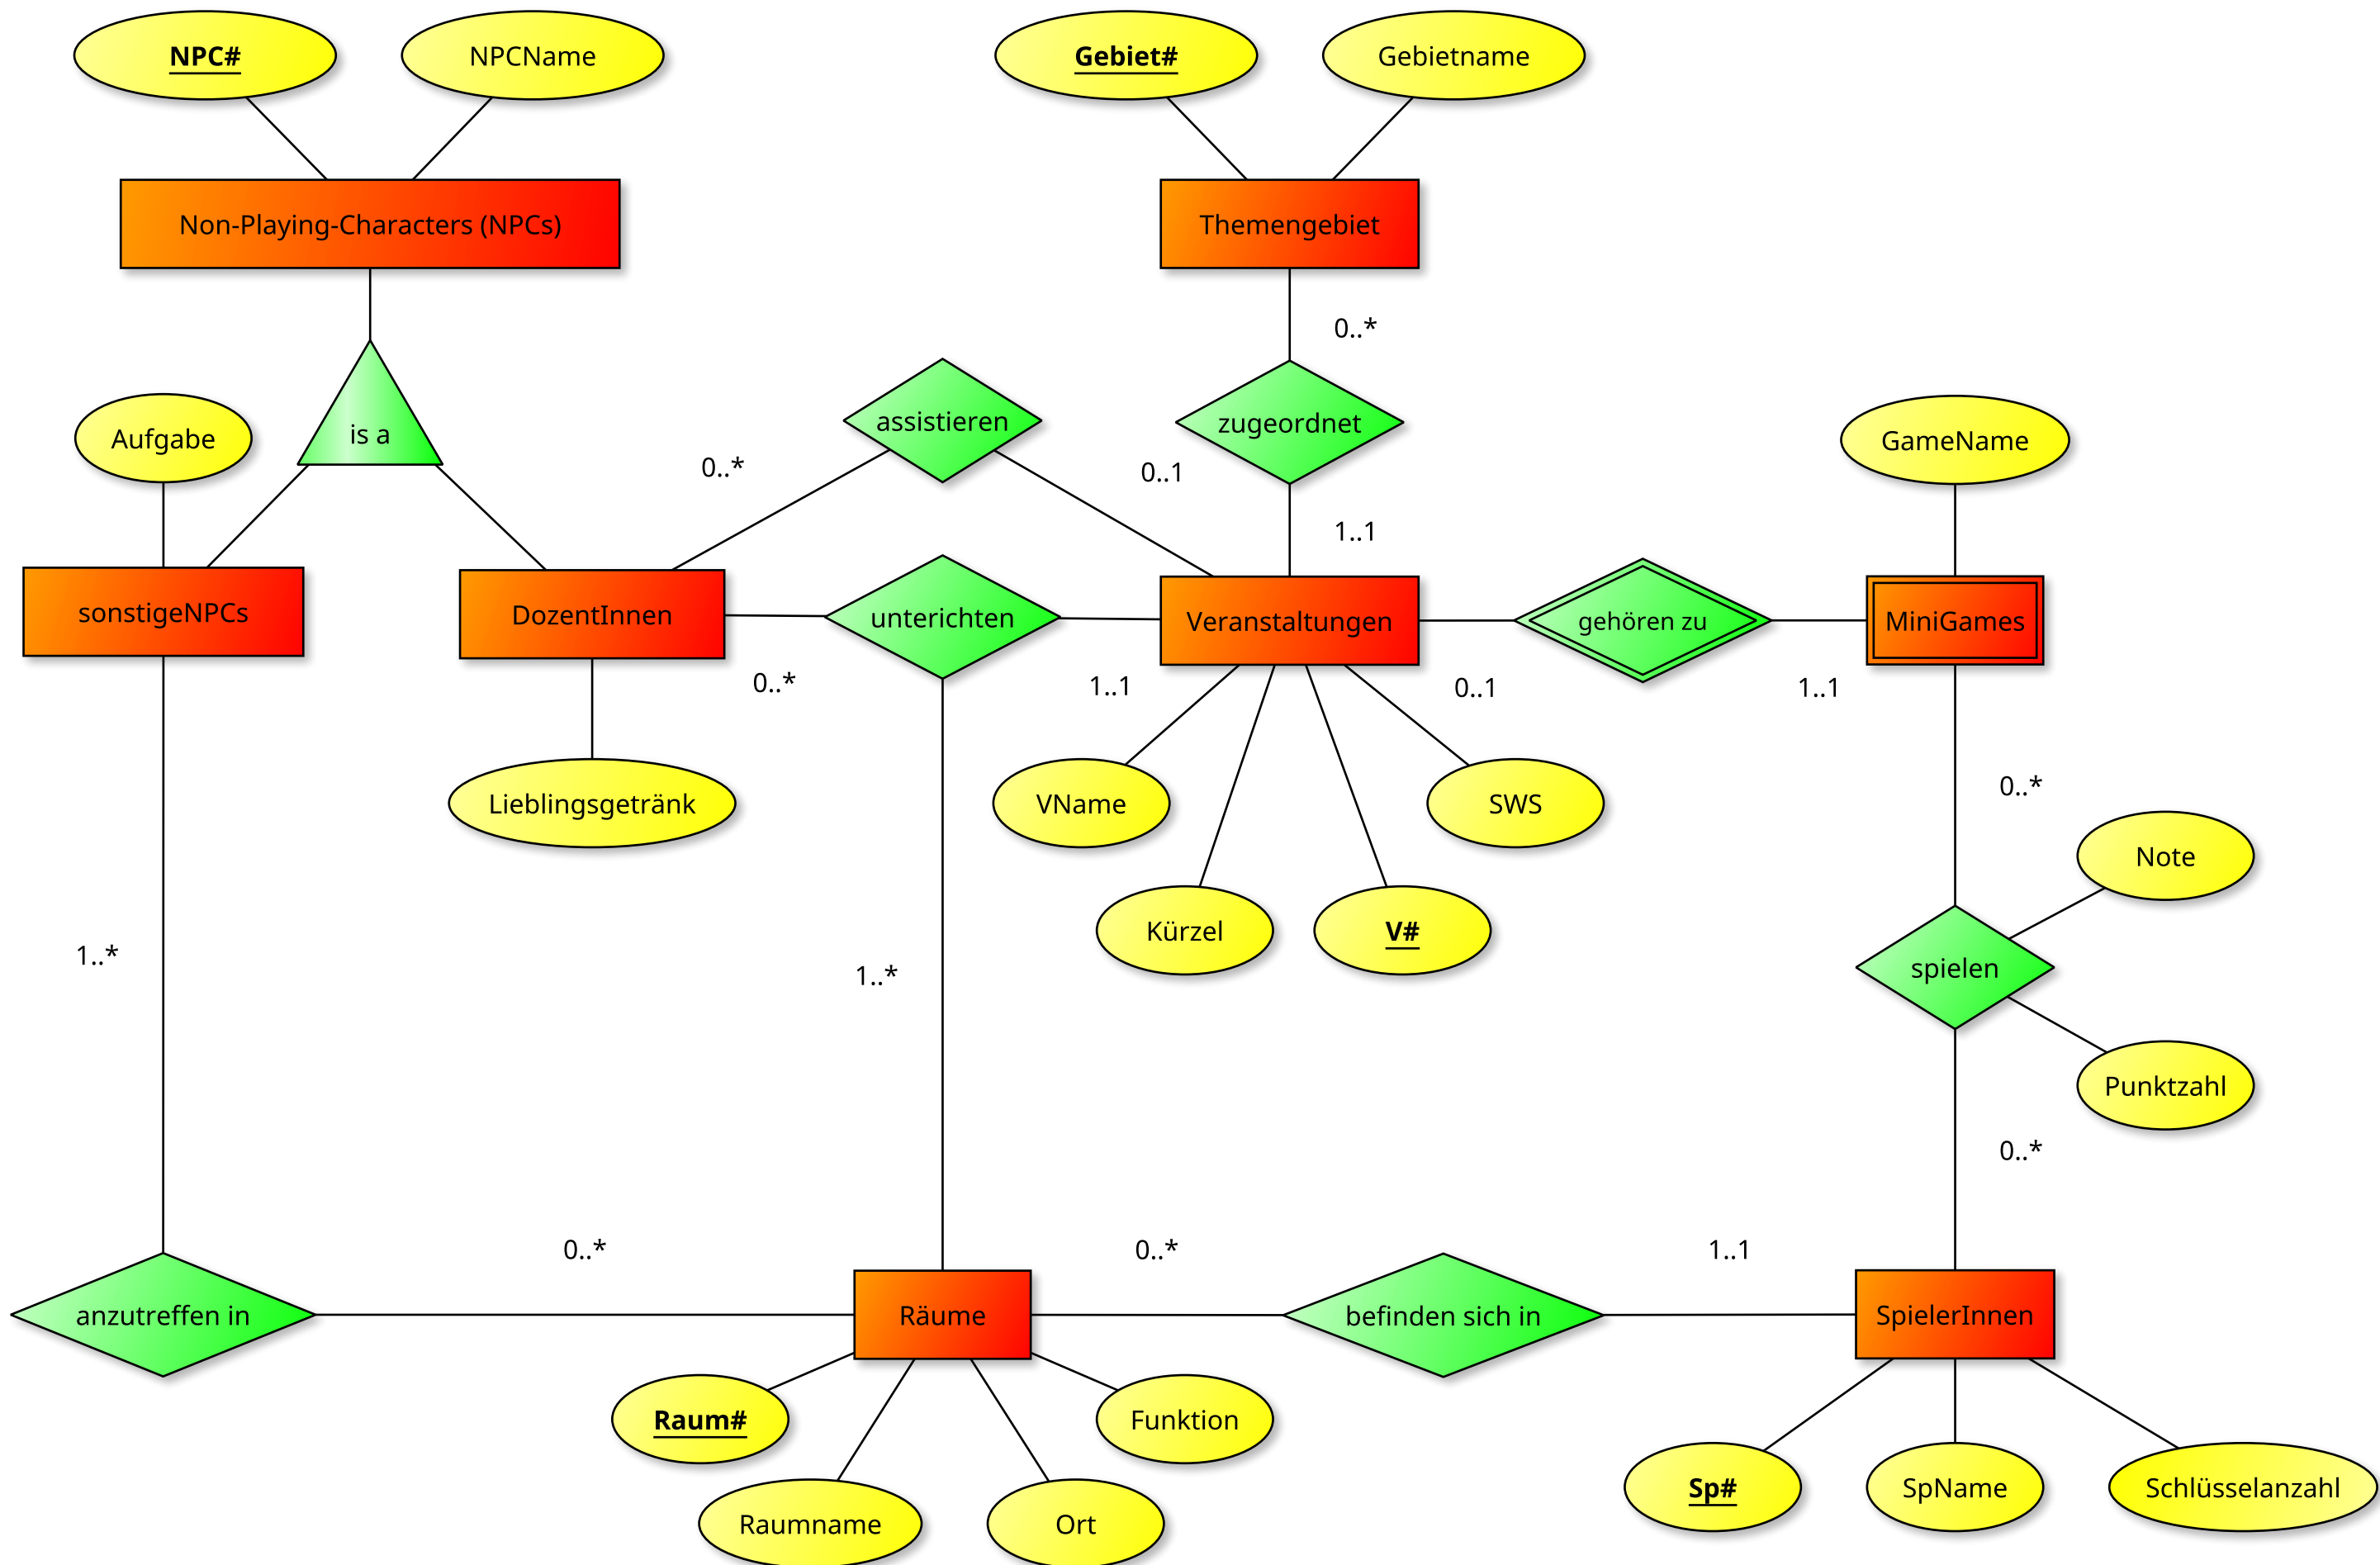 NPC#
NPCName
Gebiet#
Gebietname
Non-Playing-Characters (NPCs)
Themengebiet
0..*
is a
assistieren
zugeordnet
Aufgabe
GameName
0..*
0..1
1..1
sonstigeNPCs
DozentInnen
unterichten
Veranstaltungen
gehören zu
MiniGames
0..*
1..1
0..1
1..1
Lieblingsgetränk
VName
SWS
0..*
Note
Kürzel
V#
1..*
1..*
spielen
Punktzahl
0..*
0..*
0..*
1..1
anzutreffen in
Räume
befinden sich in
SpielerInnen
Raum#
Funktion
Raumname
Ort
Sp#
SpName
Schlüsselanzahl